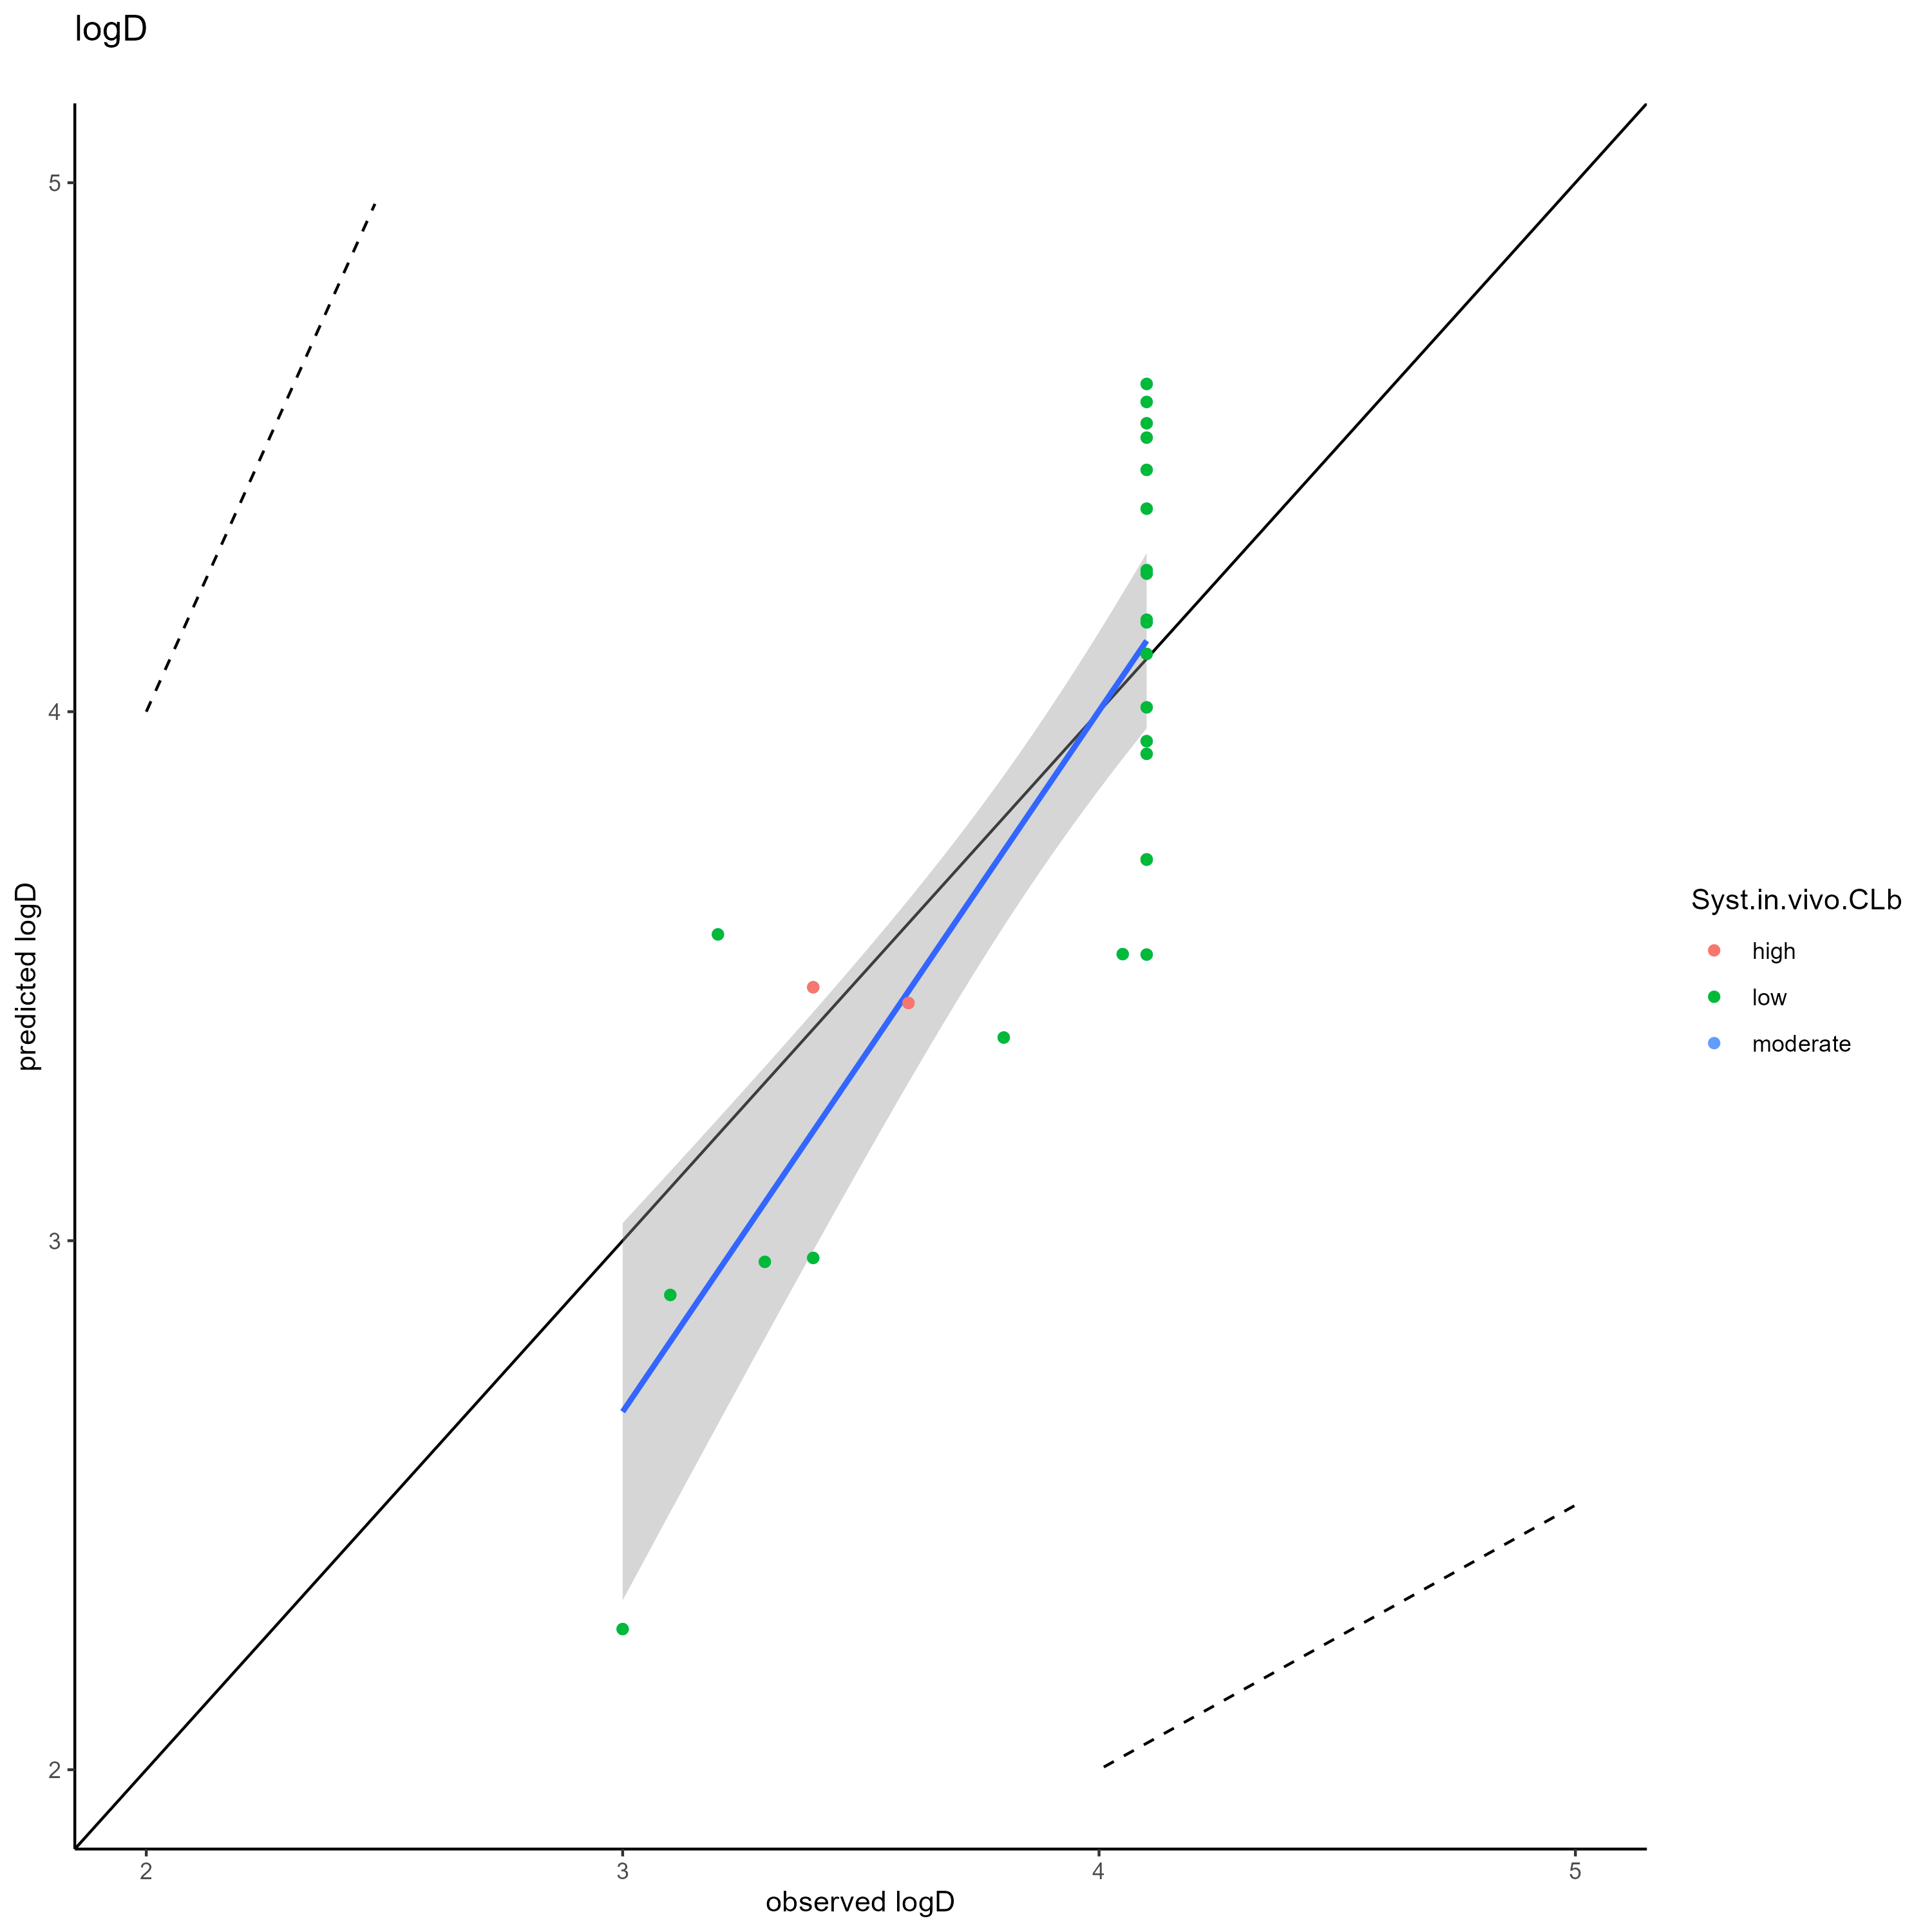 logD
5
4
3
2
predicted logD
2 3 4 5
observed logD
Syst.in.vivo.CLb
high
low
moderate